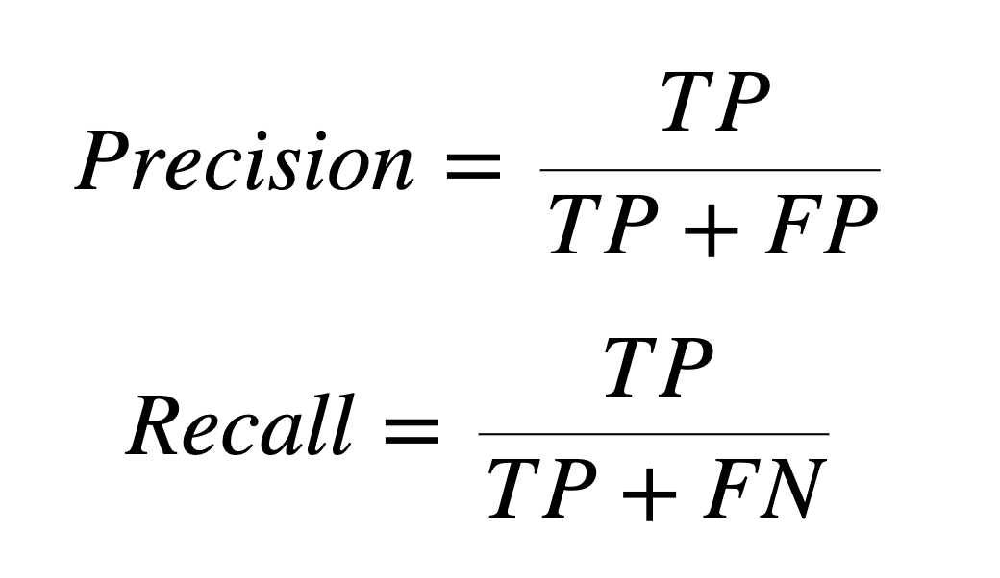 Precision = TP / TP + FP
Recall = TP / TP + FN